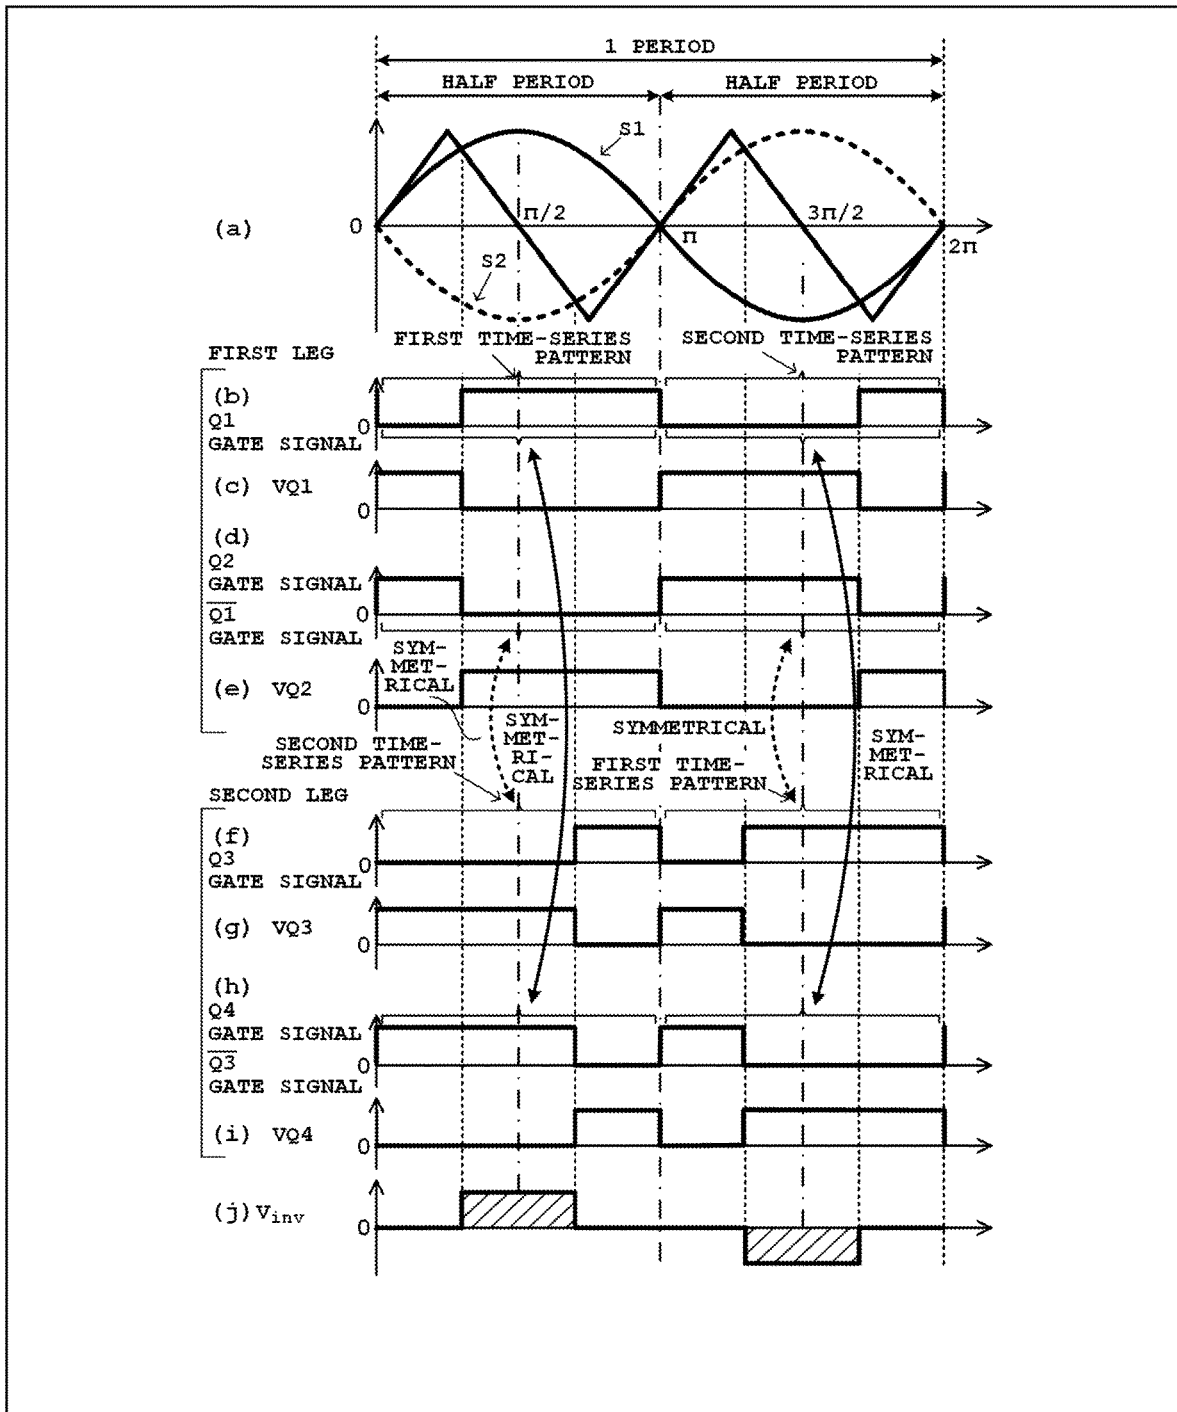 1 PERIOD
HALF PERIOD
HALF PERIOD
S1
(a)
0
π/2
π
3π/2
2π
S2
FIRST TIME-SERIES
PATTERN
SECOND TIME-SERIES
PATTERN
FIRST LEG
(b)
Q1
GATE SIGNAL
0
(c) VQ1
0
(d)
Q2
GATE SIGNAL
Q1
GATE SIGNAL
0
(e) VQ2
0
SYM-
MET-
RICAL
SYM-
MET-
RI-
CAL
SYMMETRICAL
SYM-
MET-
RICAL
SECOND TIME-
SERIES PATTERN
FIRST TIME-
SERIES PATTERN
SECOND LEG
(f)
Q3
GATE SIGNAL
0
(g) VQ3
0
(h)
Q4
GATE SIGNAL
Q3
GATE SIGNAL
0
(i) VQ4
0
(j) Vinv
0